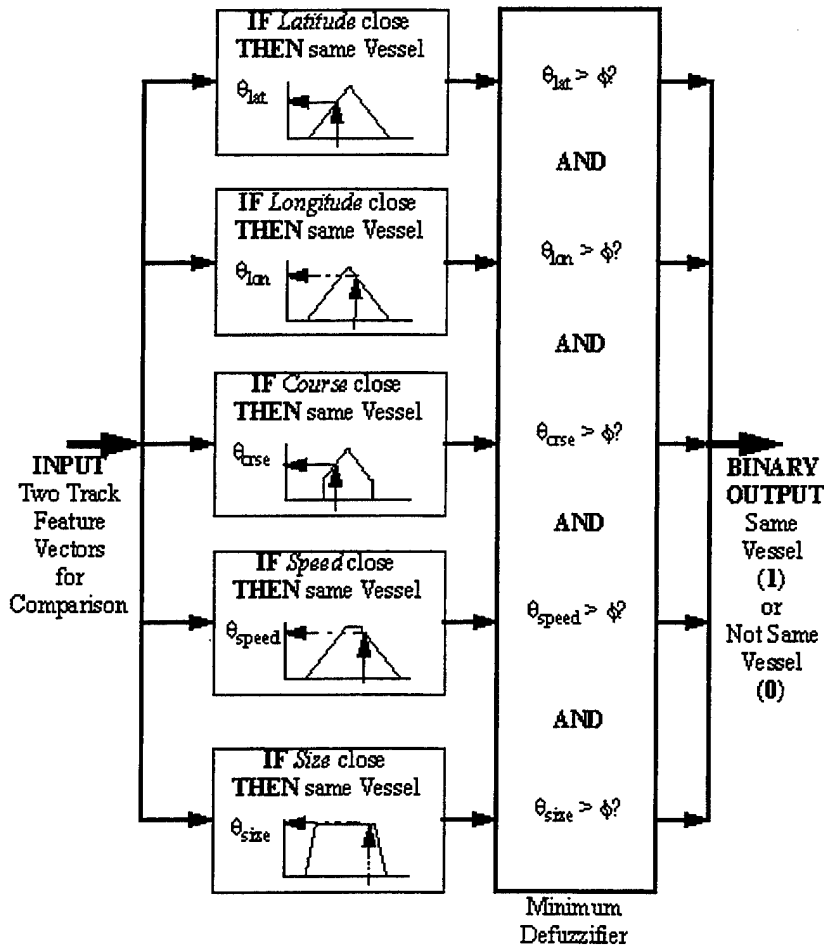 IF Latitude close
THEN same Vessel
θlat
IF Longitude close
THEN same Vessel
θlon
IF Course close
THEN same Vessel
θcrse
IF Speed close
THEN same Vessel
θspeed
IF Size close
THEN same Vessel
θsize
INPUT
Two Track
Feature
Vectors
for
Comparison
θlat > ϕ?
AND
θlon > ϕ?
AND
θcrse > ϕ?
AND
θspeed > ϕ?
AND
θsize > ϕ?
Minimum
Defuzzifier
BINARY
OUTPUT
Same
Vessel
(1)
or
Not Same
Vessel
(0)